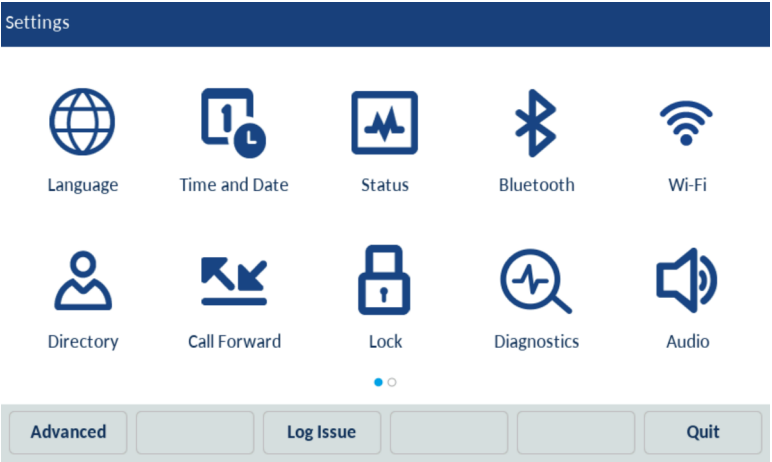 Settings
1
Language
Time and Date
Status
Bluetooth
Wi-Fi
Directory
Call Forward
Lock
Diagnostics
Audio
Advanced
Log Issue
Quit